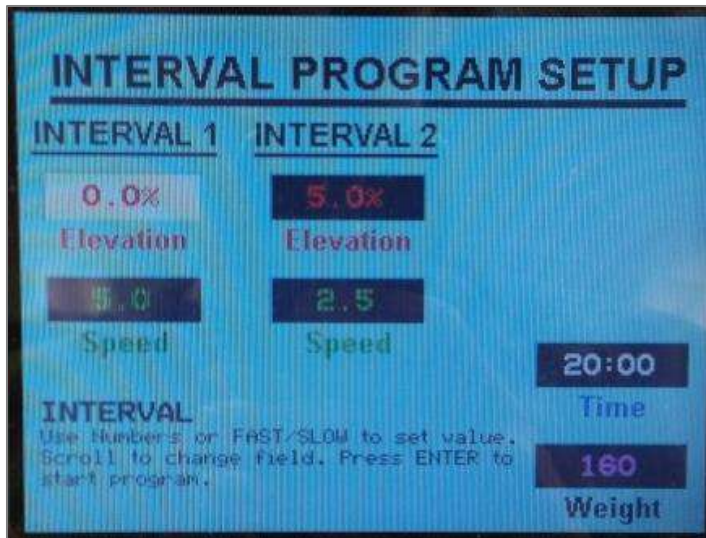 INTERVAL PROGRAM SETUP
INTERVAL 1 INTERVAL 2
0.0% 5.0%
Elevation Elevation
5.0 2.5
Speed Speed
20:00
Time
INTERVAL
Use Numbers or FAST/SLOW to set value.
Scroll to change field. Press ENTER to
start program.
160
Weight